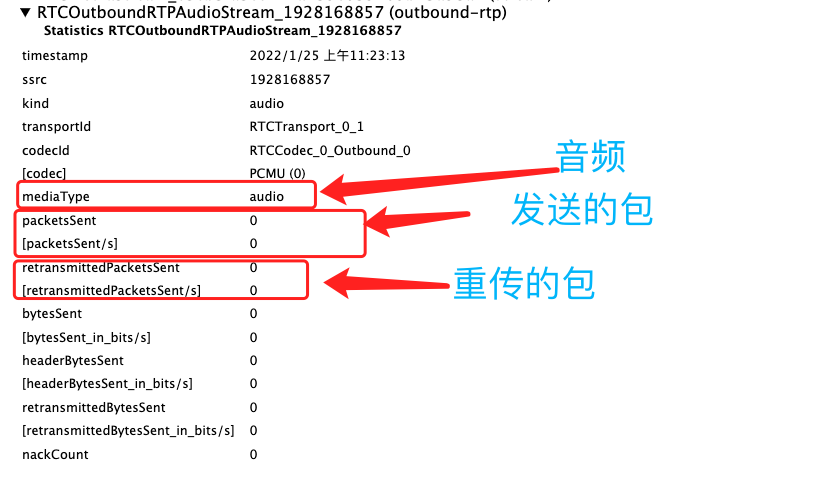 ▼ RTCOutboundRTPAudioStream_1928168857 (outbound-rtp)
Statistics RTCOutboundRTPAudioStream_1928168857
timestamp 2022/1/25 上午11:23:13
ssrc 1928168857
kind audio
transportId RTCTransport_0_1
codecId RTCCodec_0_Outbound_0
[codec] PCMU (0)
音频
mediaType audio
packetsSent 0
发送的包
[packetsSent/s] 0
retransmittedPacketsSent 0
重传的包
[retransmittedPacketsSent/s] 0
bytesSent 0
[bytesSent_in_bits/s] 0
headerBytesSent 0
[headerBytesSent_in_bits/s] 0
retransmittedBytesSent 0
[retransmittedBytesSent_in_bits/s] 0
nackCount 0